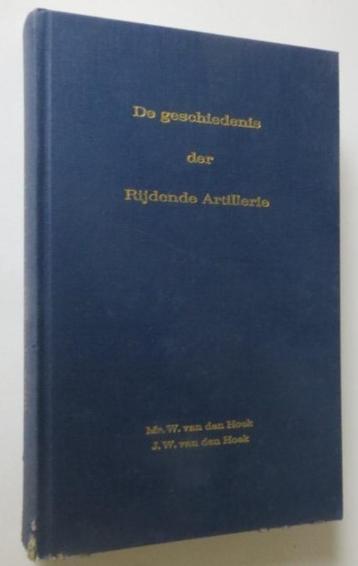 De geschiedenis
der
Rijdende Artillerie
Mr. W. van den Hoek
J. W. van den Hoek